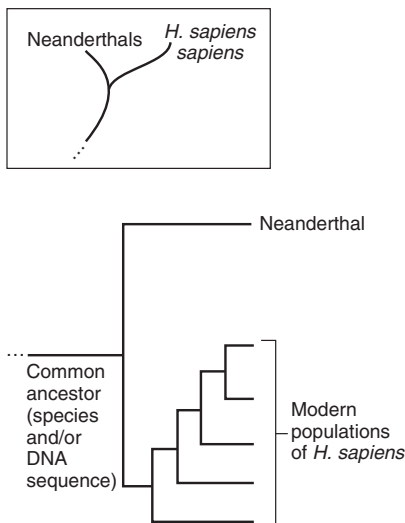 Neanderthals
H. sapiens
sapiens
...
Neanderthal
...
Common
ancestor
(species
and/or
DNA
sequence)
Modern
populations
of H. sapiens